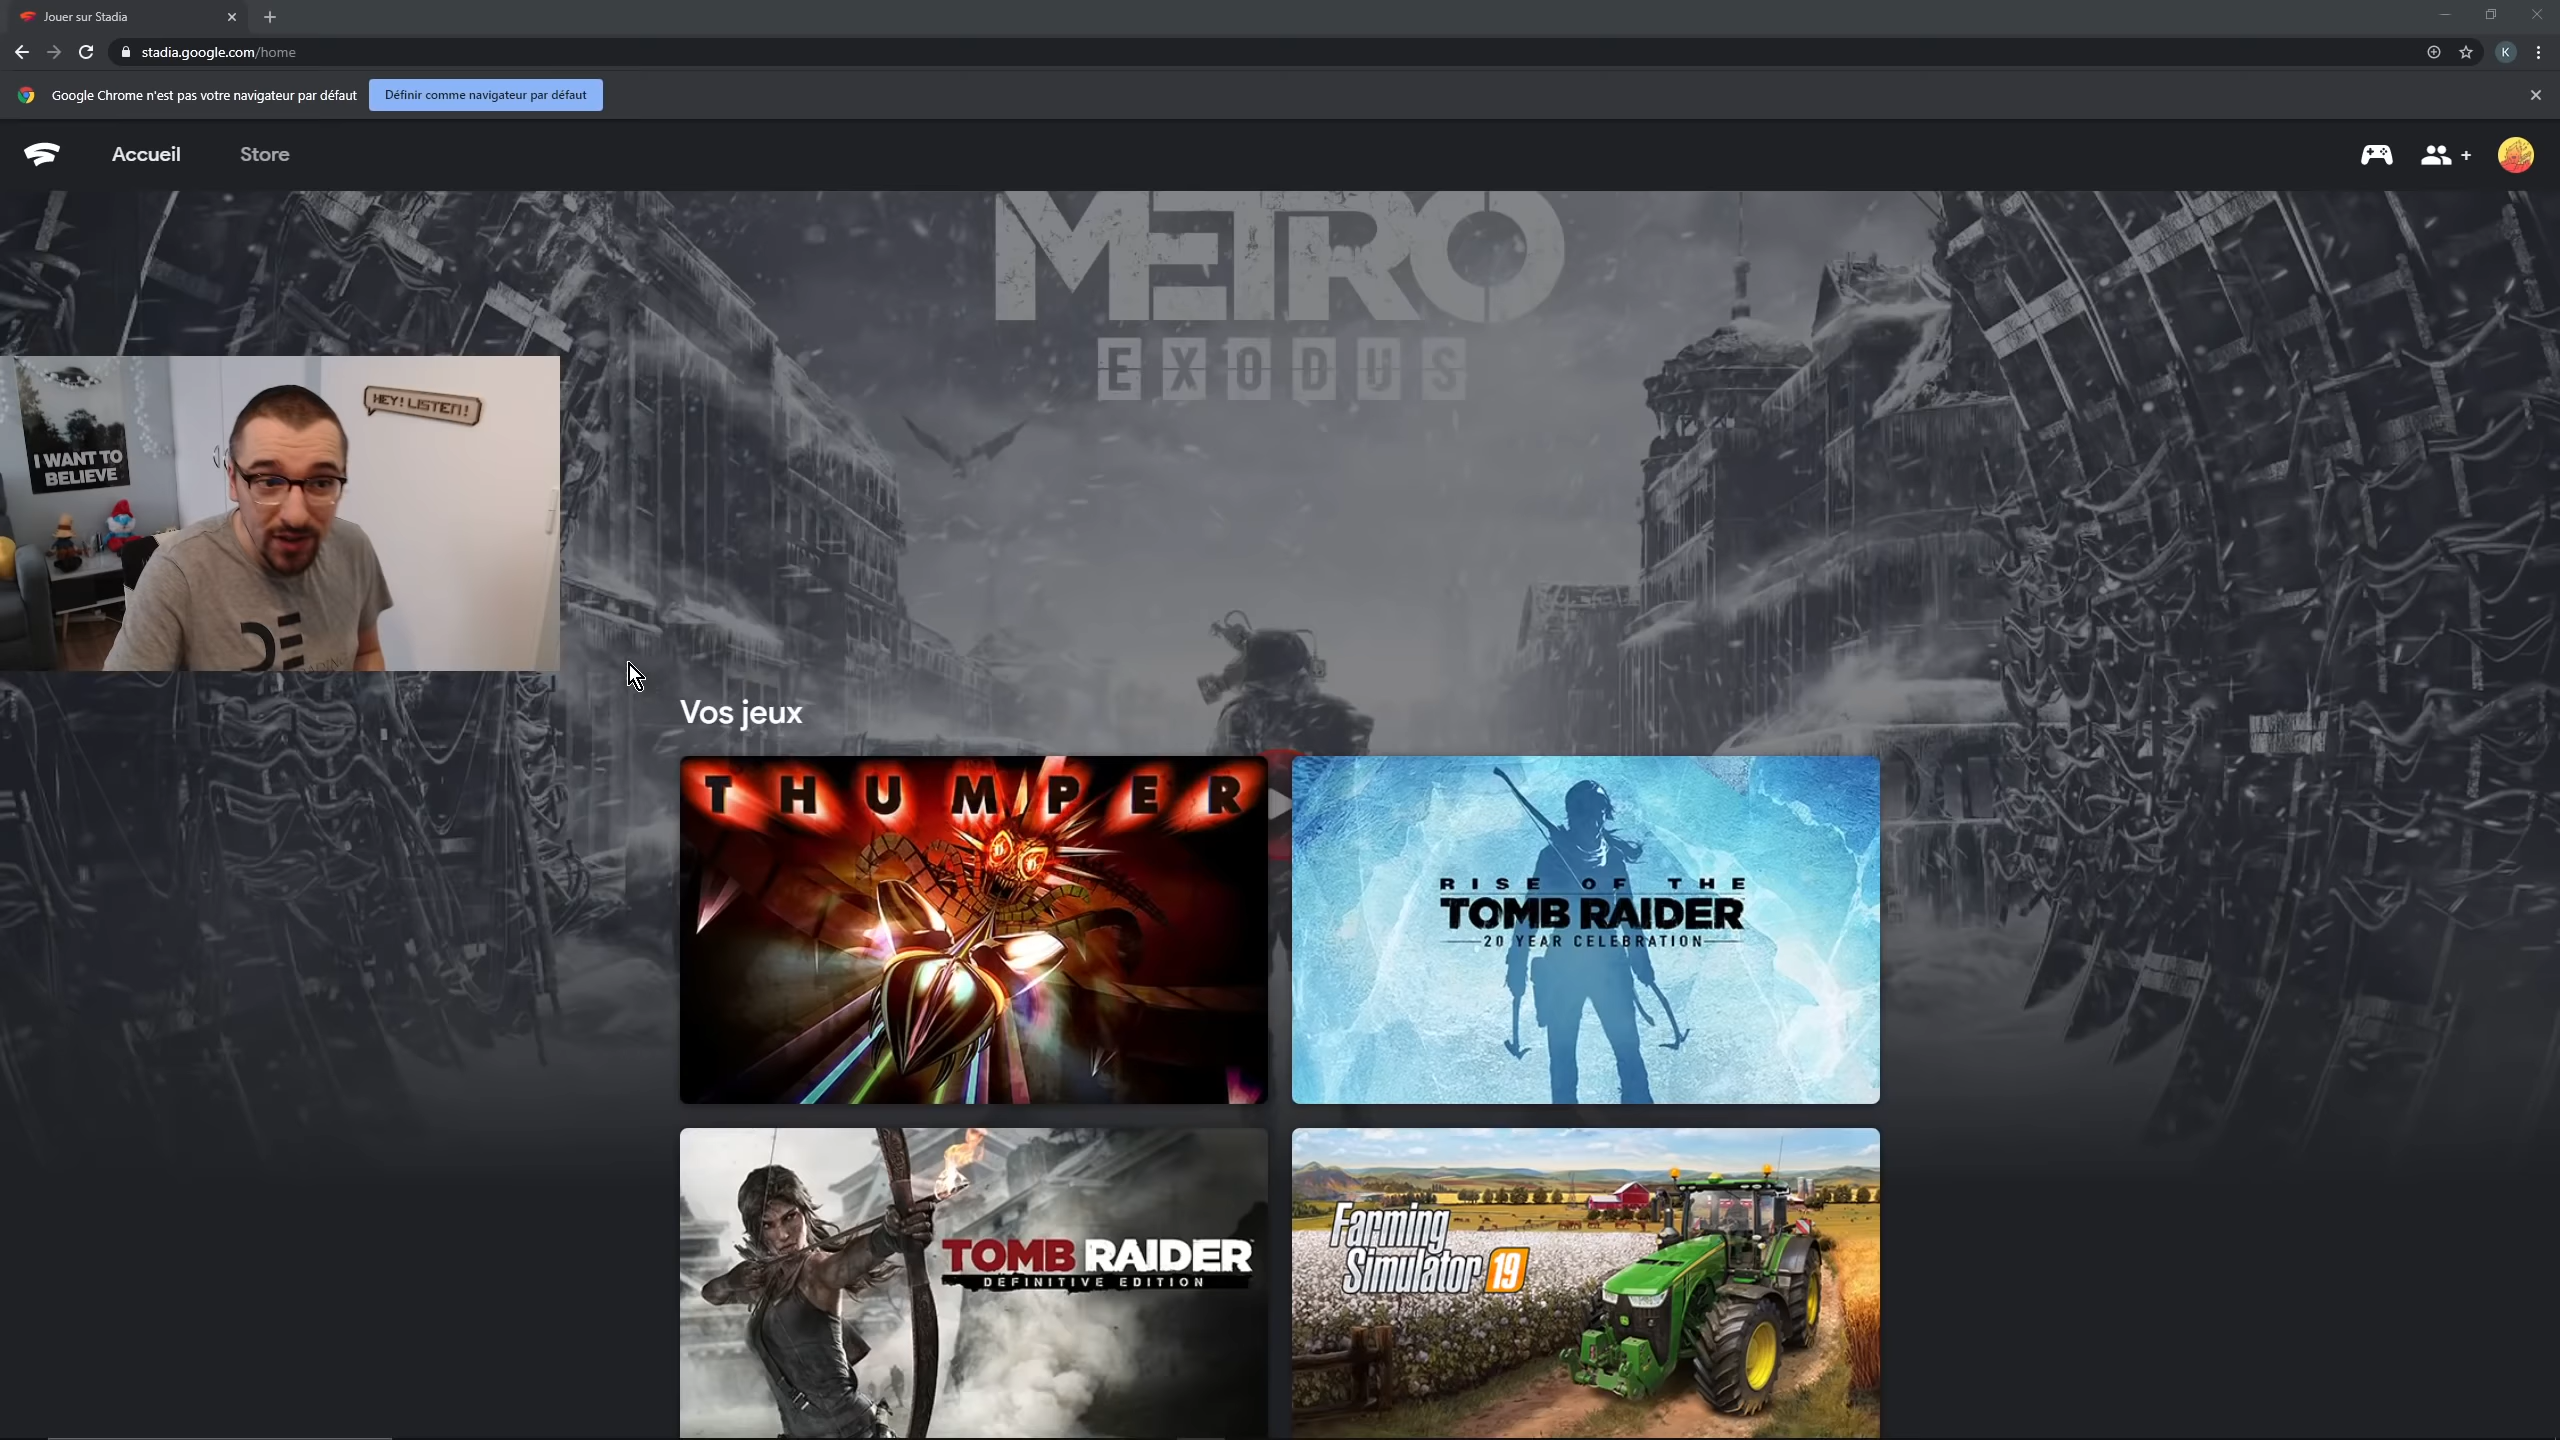 Jouer sur Stadia
stadia.google.com/home
K
Google Chrome n'est pas votre navigateur par défaut
Définir comme navigateur par défaut
Accueil
Store
METRO
EXODUS
HEY! LISTEN!
I WANT TO
BELIEVE
Vos jeux
THUMPER
RISE OF THE
TOMB RAIDER
20 YEAR CELEBRATION
TOMB RAIDER
DEFINITIVE EDITION
Farming
Simulator 19